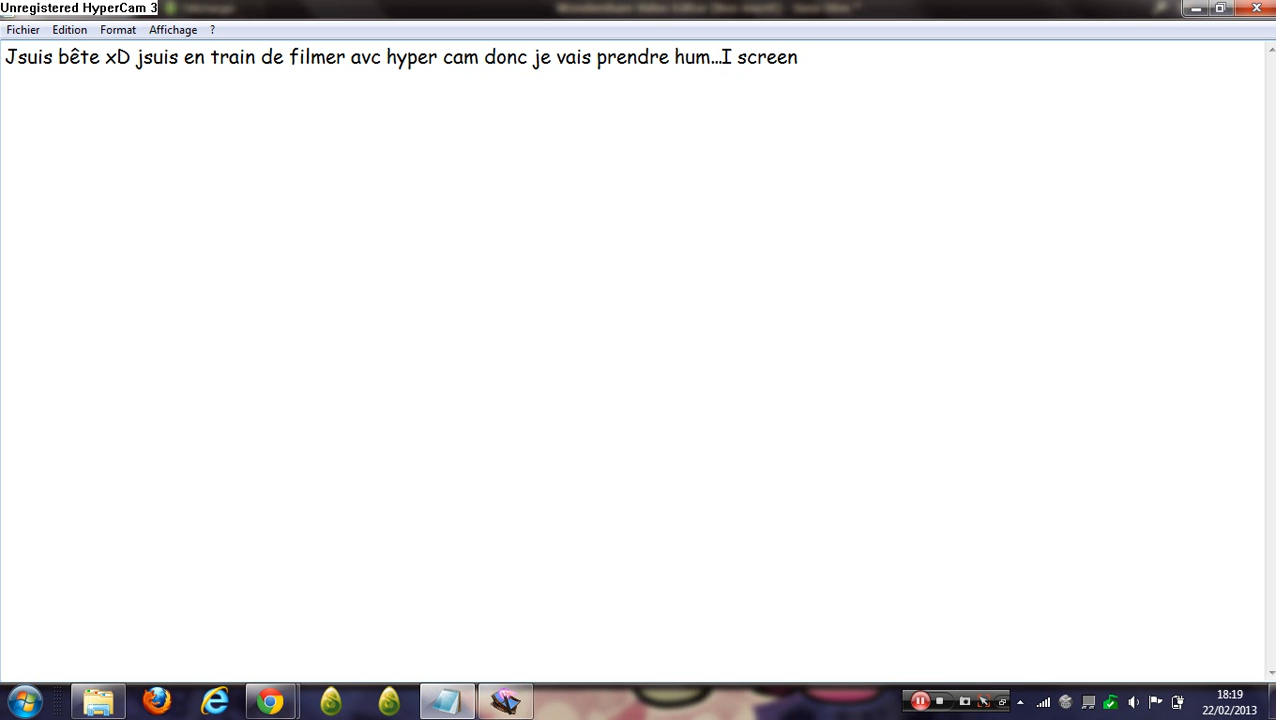 Unregistered HyperCam 3
Fichier Edition Format Affichage ?
Jsuis bête xD jsuis en train de filmer avc hyper cam donc je vais prendre hum...I screen
18:19
22/02/2013